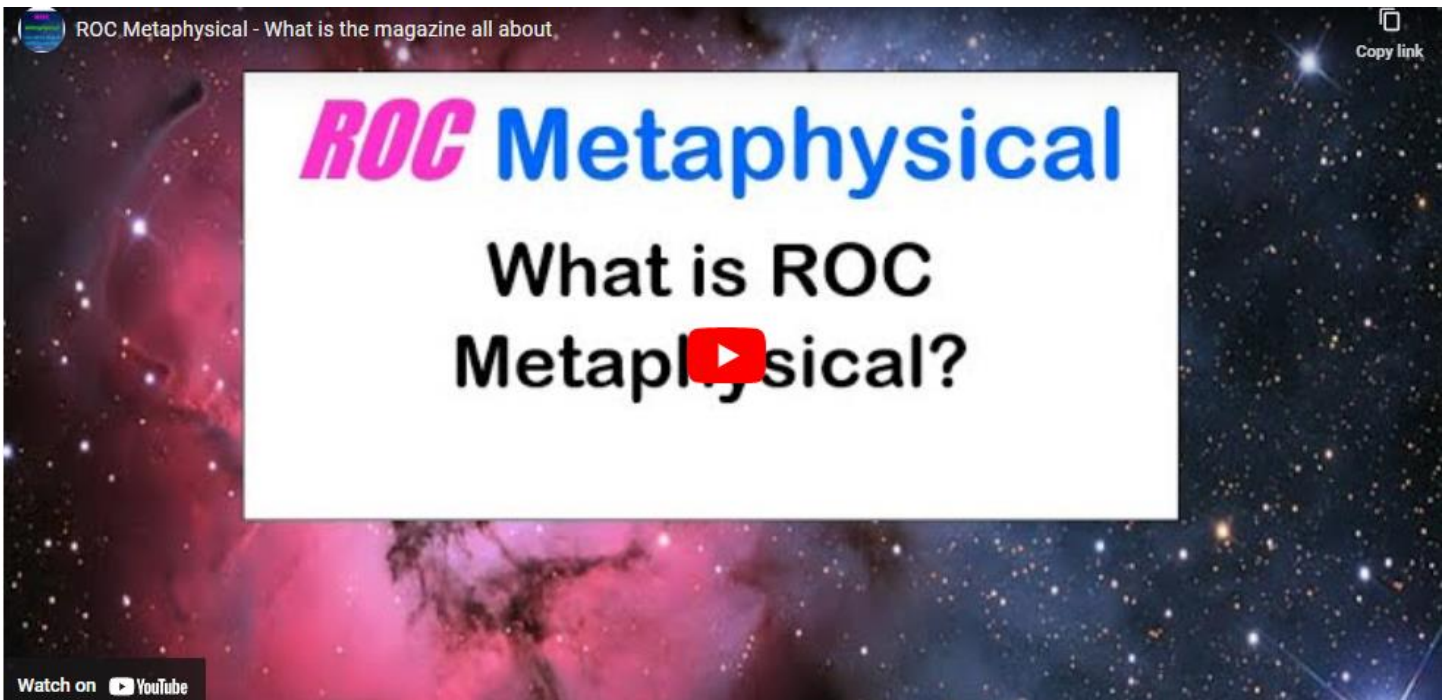 ROC Metaphysical - What is the magazine all about
Copy link
ROC Metaphysical
What is ROC
Metaphysical?
Watch on YouTube